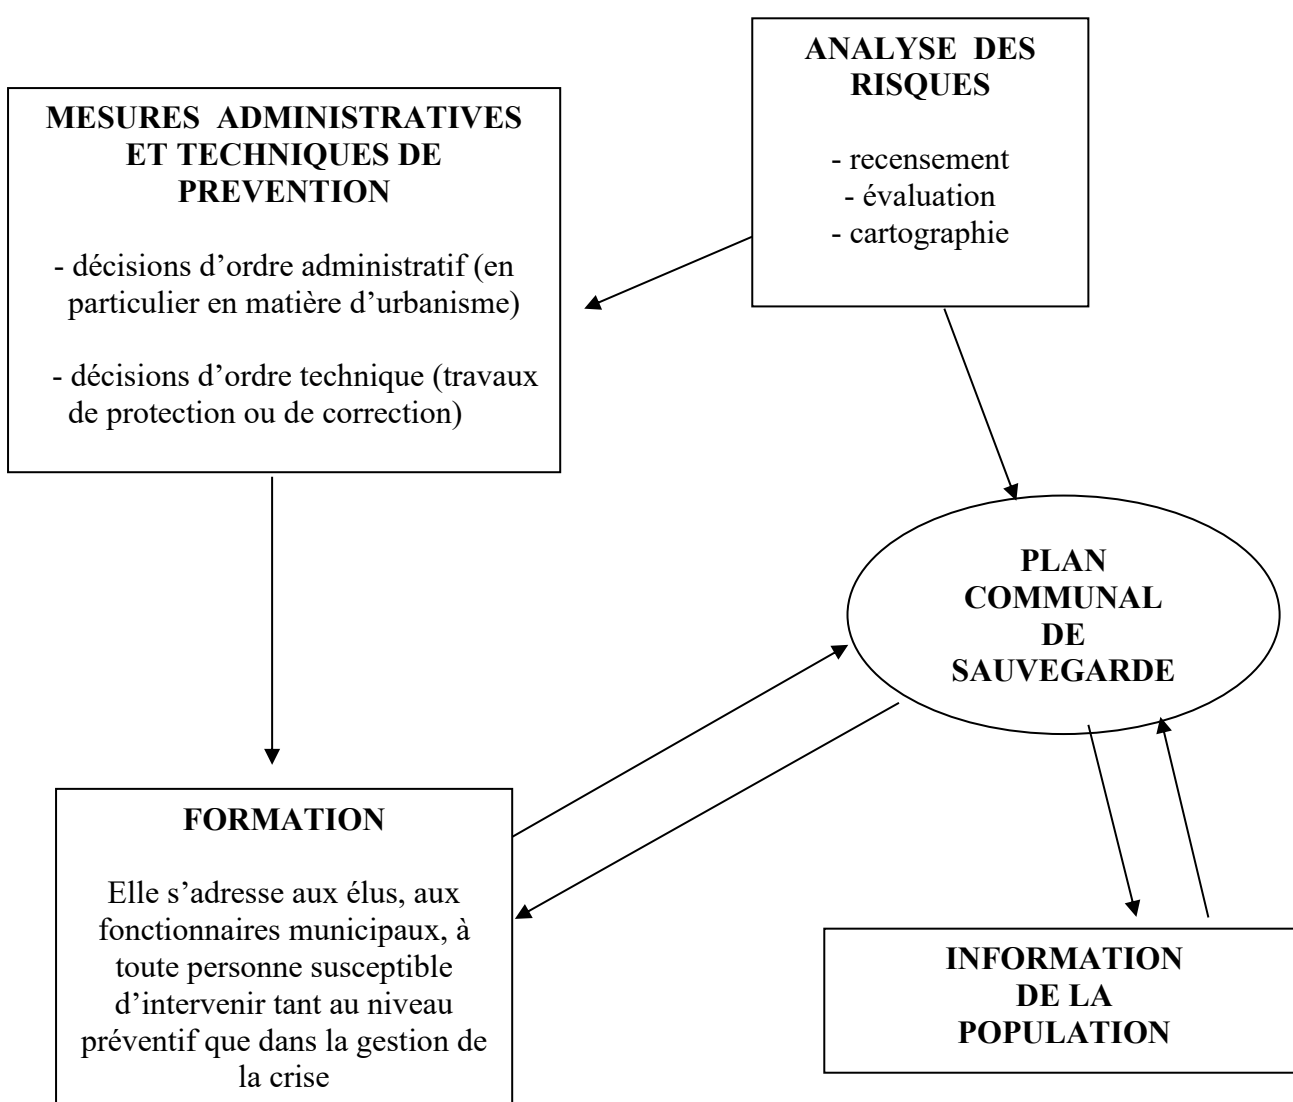 ANALYSE DES
RISQUES
- recensement
- évaluation
- cartographie
MESURES ADMINISTRATIVES
ET TECHNIQUES DE
PREVENTION
- décisions d’ordre administratif (en
particulier en matière d’urbanisme)
- décisions d’ordre technique (travaux
de protection ou de correction)
PLAN
COMMUNAL
DE
SAUVEGARDE
FORMATION
Elle s’adresse aux élus, aux
fonctionnaires municipaux, à
toute personne susceptible
d’intervenir tant au niveau
préventif que dans la gestion de
la crise
INFORMATION
DE LA
POPULATION